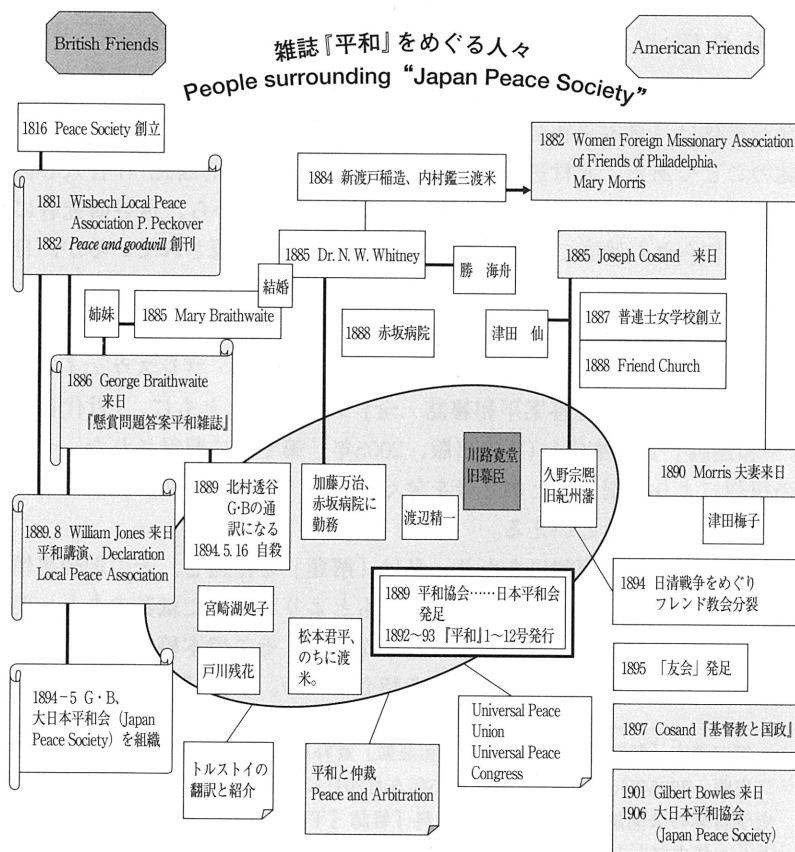 British Friends
American Friends
雑誌『平和』をめぐる人々
People surrounding “Japan Peace Society”
1816 Peace Society 創立
1881 Wisbech Local Peace
Association P. Peckover
1882 Peace and goodwill 創刊
1884 新渡戸稲造、内村鑑三渡米
1882 Women Foreign Missionary Association
of Friends of Philadelphia、
Mary Morris
1885 Dr. N. W. Whitney
結婚
勝 海舟
1885 Joseph Cosand 来日
姉妹
1885 Mary Braithwaite
1888 赤坂病院
津田 仙
1887 普連士女学校創立
1888 Friend Church
1886 George Braithwaite
来日
『懸賞問題答案平和雑誌』
1889 北村透谷
G・Bの通
訳になる
1894.5.16 自殺
加藤万治、
赤坂病院に
勤務
渡辺精一
川路寛堂
旧幕臣
久野宗熙
旧紀州藩
1890 Morris 夫妻来日
津田梅子
1889.8 William Jones 来日
平和講演、Declaration
Local Peace Association
宮崎湖処子
戸川残花
松本君平、
のちに渡
米。
1889 平和協会……日本平和会
発足
1892〜93 『平和』1〜12号発行
1894 日清戦争をめぐり
フレンド教会分裂
1895 「友会」発足
1894−5 G・B、
大日本平和会（Japan
Peace Society）を組織
トルストイの
翻訳と紹介
平和と仲裁
Peace and Arbitration
Universal Peace
Union
Universal Peace
Congress
1897 Cosand『基督教と国政』
1901 Gilbert Bowles 来日
1906 大日本平和協会
(Japan Peace Society)